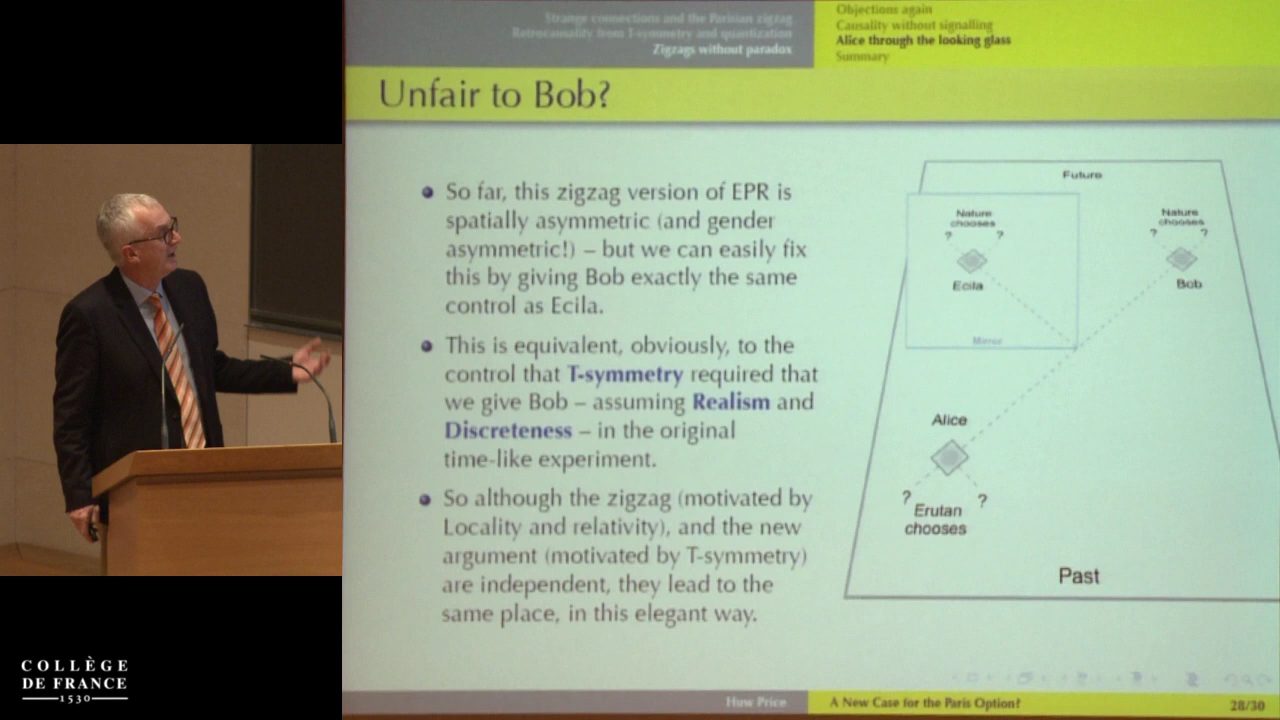 Strange connections and the Parisian zigzag
Retrocausality from T-symmetry and quantization
Zigzags without paradox
Objections again
Causality without signalling
Alice through the looking glass
Summary
Unfair to Bob?
So far, this zigzag version of EPR is
spatially asymmetric (and gender
asymmetric!) – but we can easily fix
this by giving Bob exactly the same
control as Ecila.
This is equivalent, obviously, to the
control that T-symmetry required that
we give Bob – assuming Realism and
Discreteness – in the original
time-like experiment.
So although the zigzag (motivated by
Locality and relativity), and the new
argument (motivated by T-symmetry)
are independent, they lead to the
same place, in this elegant way.
Future
Nature
chooses
? ?
Ecila
Mirror
Nature
chooses
? ?
Bob
Alice
? ?
Erutan
chooses
Past
Huw Price
A New Case for the Paris Option?
28/30
COLLÈGE
DE FRANCE
1530